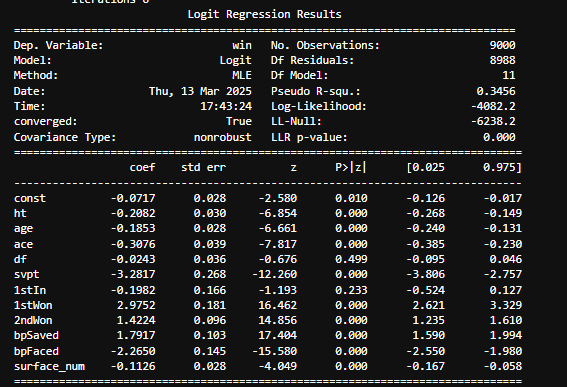 Iterations 6
Logit Regression Results
==============================================================================
Dep. Variable: win No. Observations: 9000
Model: Logit Df Residuals: 8988
Method: MLE Df Model: 11
Date: Thu, 13 Mar 2025 Pseudo R-squ.: 0.3456
Time: 17:43:24 Log-Likelihood: -4082.2
converged: True LL-Null: -6238.2
Covariance Type: nonrobust LLR p-value: 0.000
==============================================================================
coef std err z P>|z| [0.025 0.975]
------------------------------------------------------------------------------
const -0.0717 0.028 -2.580 0.010 -0.126 -0.017
ht -0.2082 0.030 -6.854 0.000 -0.268 -0.149
age -0.1853 0.028 -6.661 0.000 -0.240 -0.131
ace -0.3076 0.039 -7.817 0.000 -0.385 -0.230
df -0.0243 0.036 -0.676 0.499 -0.095 0.046
svpt -3.2817 0.268 -12.260 0.000 -3.806 -2.757
1stIn -0.1982 0.166 -1.193 0.233 -0.524 0.127
1stWon 2.9752 0.181 16.462 0.000 2.621 3.329
2ndWon 1.4224 0.096 14.856 0.000 1.235 1.610
bpSaved 1.7917 0.103 17.404 0.000 1.590 1.994
bpFaced -2.2650 0.145 -15.580 0.000 -2.550 -1.980
surface_num -0.1126 0.028 -4.049 0.000 -0.167 -0.058
==============================================================================